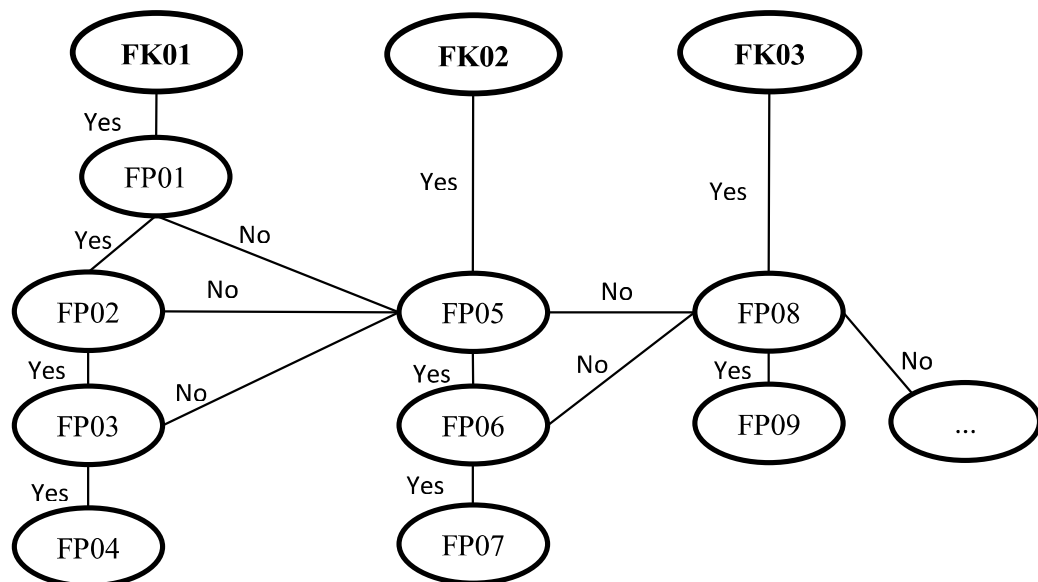 FK01
FK02
FK03
Yes
FP01
Yes
Yes
Yes
No
FP02
No
FP05
No
FP08
Yes
No
Yes
No
Yes
No
FP03
FP06
FP09
...
Yes
Yes
FP04
FP07